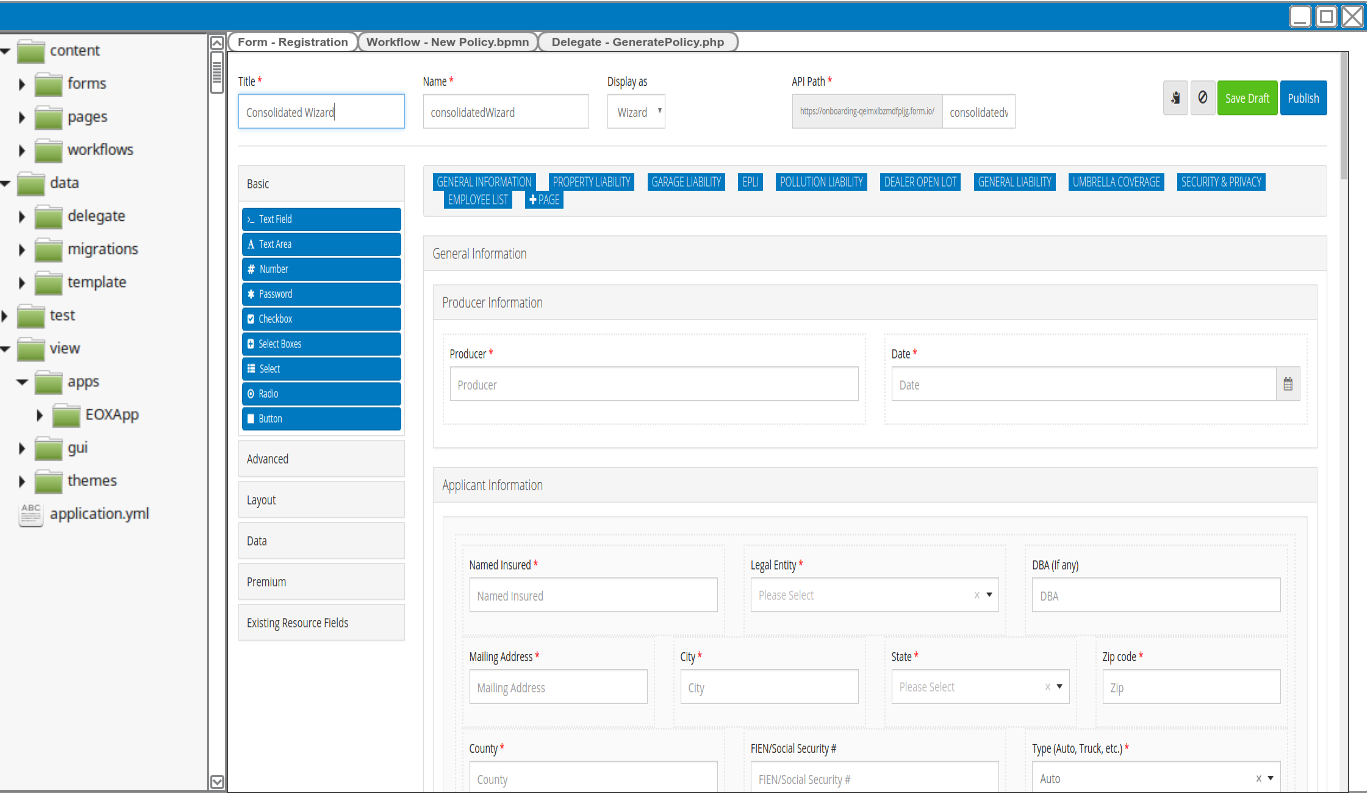 content
forms
pages
workflows
data
delegate
migrations
template
test
view
apps
EOXApp
gui
themes
ABC
application.yml
Form - Registration
Workflow - New Policy.bpmn
Delegate - GeneratePolicy.php
Title *
Name *
Display as
API Path *
Consolidated Wizard
consolidatedWizard
Wizard
consolidatedv
Save Draft
Publish
Basic
>_ Text Field
A Text Area
# Number
Password
Checkbox
Select Boxes
Select
Radio
Button
Advanced
Layout
Data
Premium
Existing Resource Fields
GENERAL INFORMATION PROPERTY LIABILITY GARAGE LIABILITY EPLI POLLUTION LIABILITY DEALER OPEN LOT GENERAL LIABILITY UMBRELLA COVERAGE SECURITY & PRIVACY
EMPLOYEE LIST + PAGE
General Information
Producer Information
Producer * Date *
Producer Date
Applicant Information
Named Insured * Legal Entity * DBA (If any)
Named Insured Please Select x DBA
Mailing Address * City * State * Zip code *
Mailing Address City Please Select x Zip
County * FIEN/Social Security # Type (Auto, Truck, etc.) *
County FIEN/Social Security # Auto x